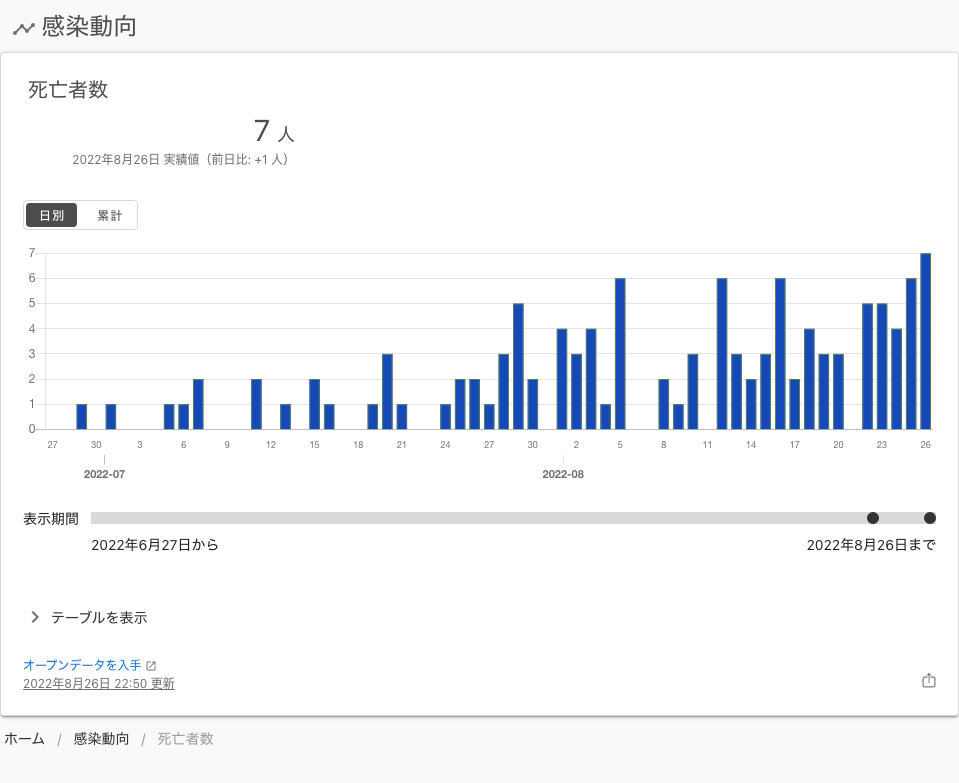 感染動向
死亡者数
7 人
2022年8月26日 実績値（前日比: +1 人）
日別 累計
7
6
5
4
3
2
1
0
27 30 3 6 9 12 15 18 21 24 27 30 2 5 8 11 14 17 20 23 26
2022-07 2022-08
表示期間
2022年6月27日から 2022年8月26日まで
テーブルを表示
オープンデータを入手
2022年8月26日 22:50 更新
ホーム / 感染動向 / 死亡者数